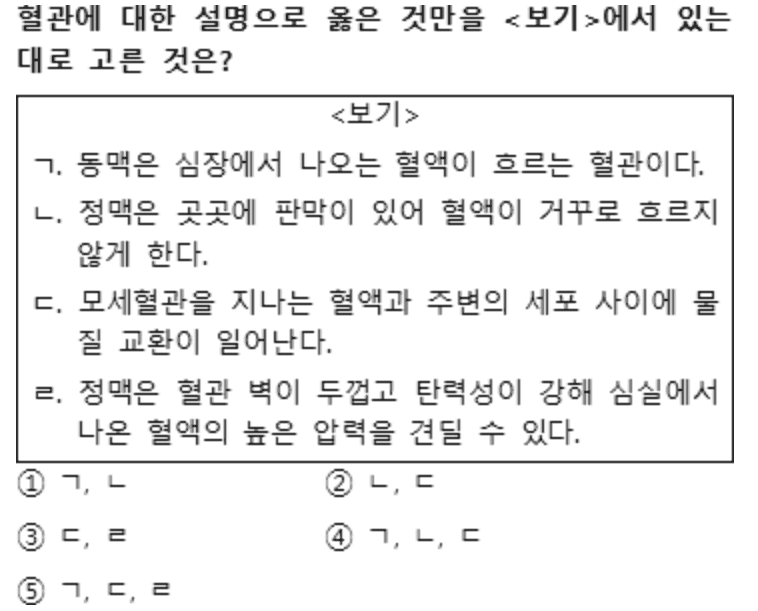 혈관에 대한 설명으로 옳은 것만을 <보기>에서 있는
대로 고른 것은?
<보기>
ㄱ. 동맥은 심장에서 나오는 혈액이 흐르는 혈관이다.
ㄴ. 정맥은 곳곳에 판막이 있어 혈액이 거꾸로 흐르지
않게 한다.
ㄷ. 모세혈관을 지나는 혈액과 주변의 세포 사이에 물
질 교환이 일어난다.
ㄹ. 정맥은 혈관 벽이 두껍고 탄력성이 강해 심실에서
나온 혈액의 높은 압력을 견딜 수 있다.
① ㄱ, ㄴ ② ㄴ, ㄷ
③ ㄷ, ㄹ ④ ㄱ, ㄴ, ㄷ
⑤ ㄱ, ㄷ, ㄹ